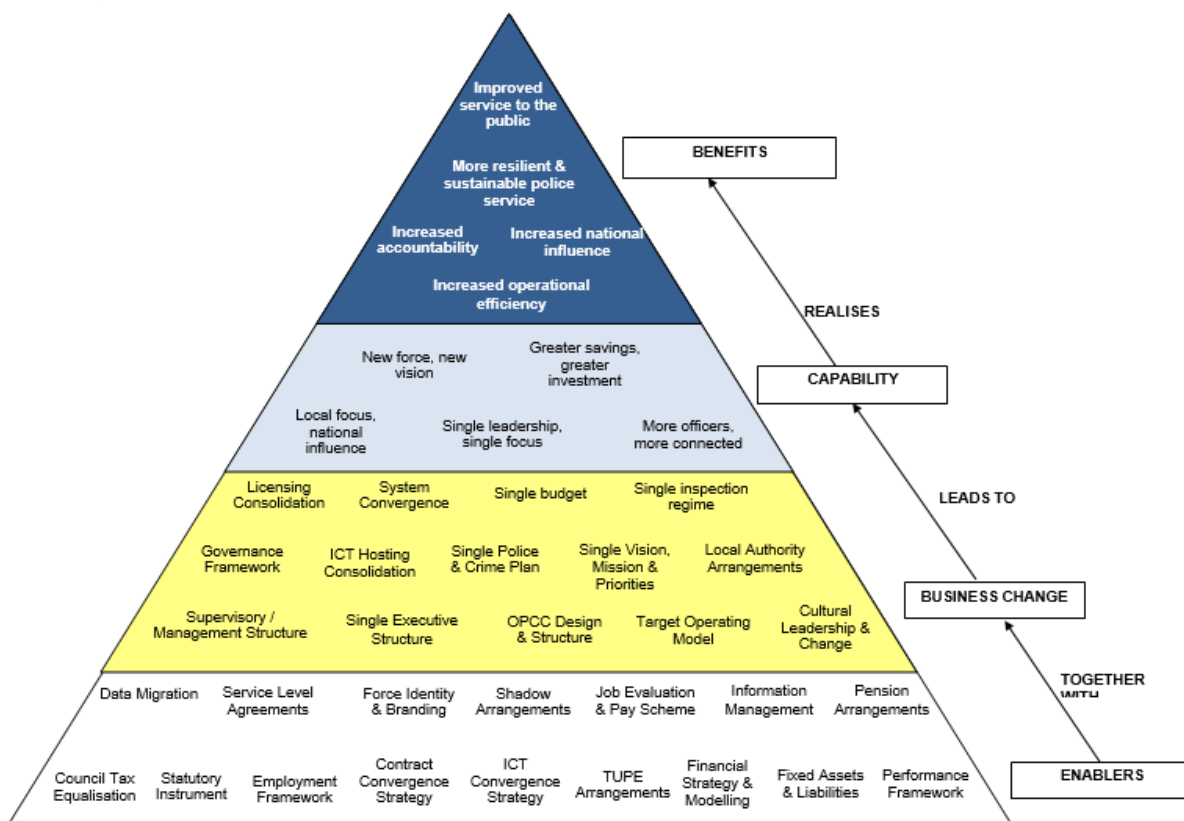 Improved
service to the
public
More resilient &
sustainable police
service
Increased
accountability
Increased national
influence
Increased operational
efficiency
New force, new
vision
Greater savings,
greater
investment
Local focus,
national
influence
Single leadership,
single focus
More officers,
more connected
Licensing
Consolidation
System
Convergence
Single budget
Single inspection
regime
Governance
Framework
ICT Hosting
Consolidation
Single Police
& Crime Plan
Single Vision,
Mission &
Priorities
Local Authority
Arrangements
Supervisory /
Management Structure
Single Executive
Structure
OPCC Design
& Structure
Target Operating
Model
Cultural
Leadership &
Change
Data Migration
Service Level
Agreements
Force Identity
& Branding
Shadow
Arrangements
Job Evaluation
& Pay Scheme
Information
Management
Pension
Arrangements
Council Tax
Equalisation
Statutory
Instrument
Employment
Framework
Contract
Convergence
Strategy
ICT
Convergence
Strategy
TUPE
Arrangements
Financial
Strategy &
Modelling
Fixed Assets
& Liabilities
Performance
Framework
BENEFITS
REALISES
CAPABILITY
LEADS TO
BUSINESS CHANGE
TOGETHER
WITH
ENABLERS